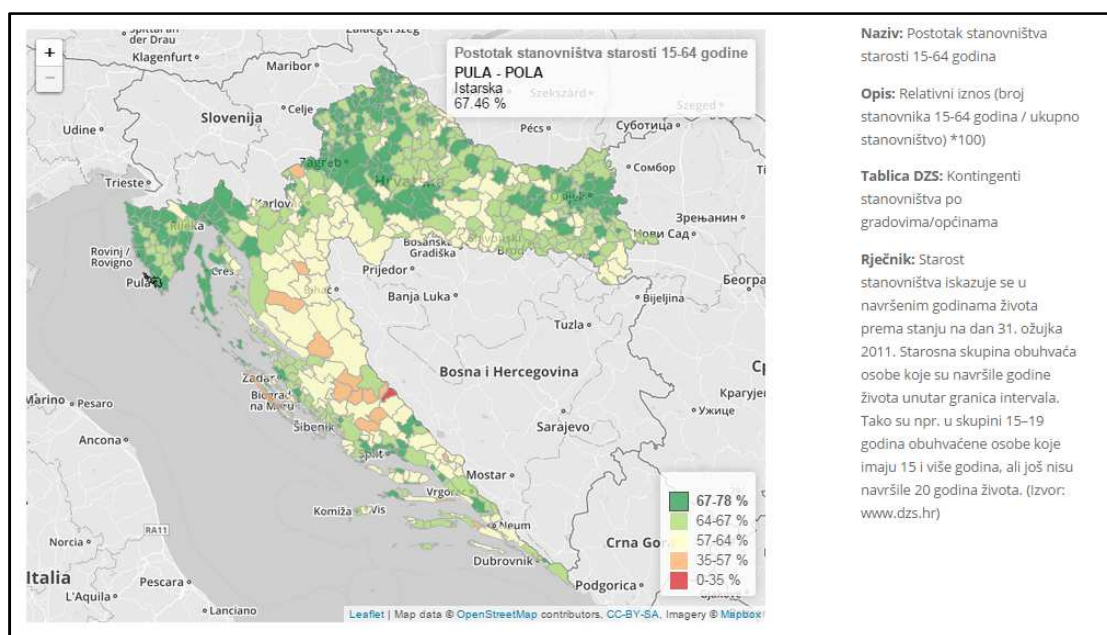 +
−
Klagenfurt
Maribor
Postotak stanovništva starosti 15-64 godine
PULA - POLA
Istarska
67.46 %
Szekszárd
Szeged
Udine
Slovenija
Celje
Pécs
Суботица
Trieste
Zagreb
Сомбор
Karlovac
Зрењанин
Rijeka
Нови Сад
Rovinj /
Rovigno
Cres
Bosanska
Gradiška
Slavonski
Brod
Pula
Prijedor
Bihać
Banja Luka
Bijeljina
Tuzla
Bosna i Hercegovina
Zadar
Biograd
na Moru
Крагујев
Pesaro
Šibenik
Ужице
Ancona
Sarajevo
Split
Mostar
Vrgorac
Komiža
Vis
RA11
Neum
Norcia
Crna Gora
Dubrovnik
Italia
Pescara
Podgorica
L'Aquila
Lanciano
67-78 %
64-67 %
57-64 %
35-57 %
0-35 %
Leaflet | Map data © OpenStreetMap contributors, CC-BY-SA, Imagery © Mapbox
Naziv: Postotak stanovništva
starosti 15-64 godina
Opis: Relativni iznos (broj
stanovnika 15-64 godina / ukupno
stanovništvo) *100)
Tablica DZS: Kontingenti
stanovništva po
gradovima/općinama
Rječnik: Starost
stanovništva iskazuje se u
navršenim godinama života
prema stanju na dan 31. ožujka
2011. Starosna skupina obuhvaća
osobe koje su navršile godine
života unutar granica intervala.
Tako su npr. u skupini 15–19
godina obuhvaćene osobe koje
imaju 15 i više godina, ali još nisu
navršile 20 godina života. (Izvor:
www.dzs.hr)